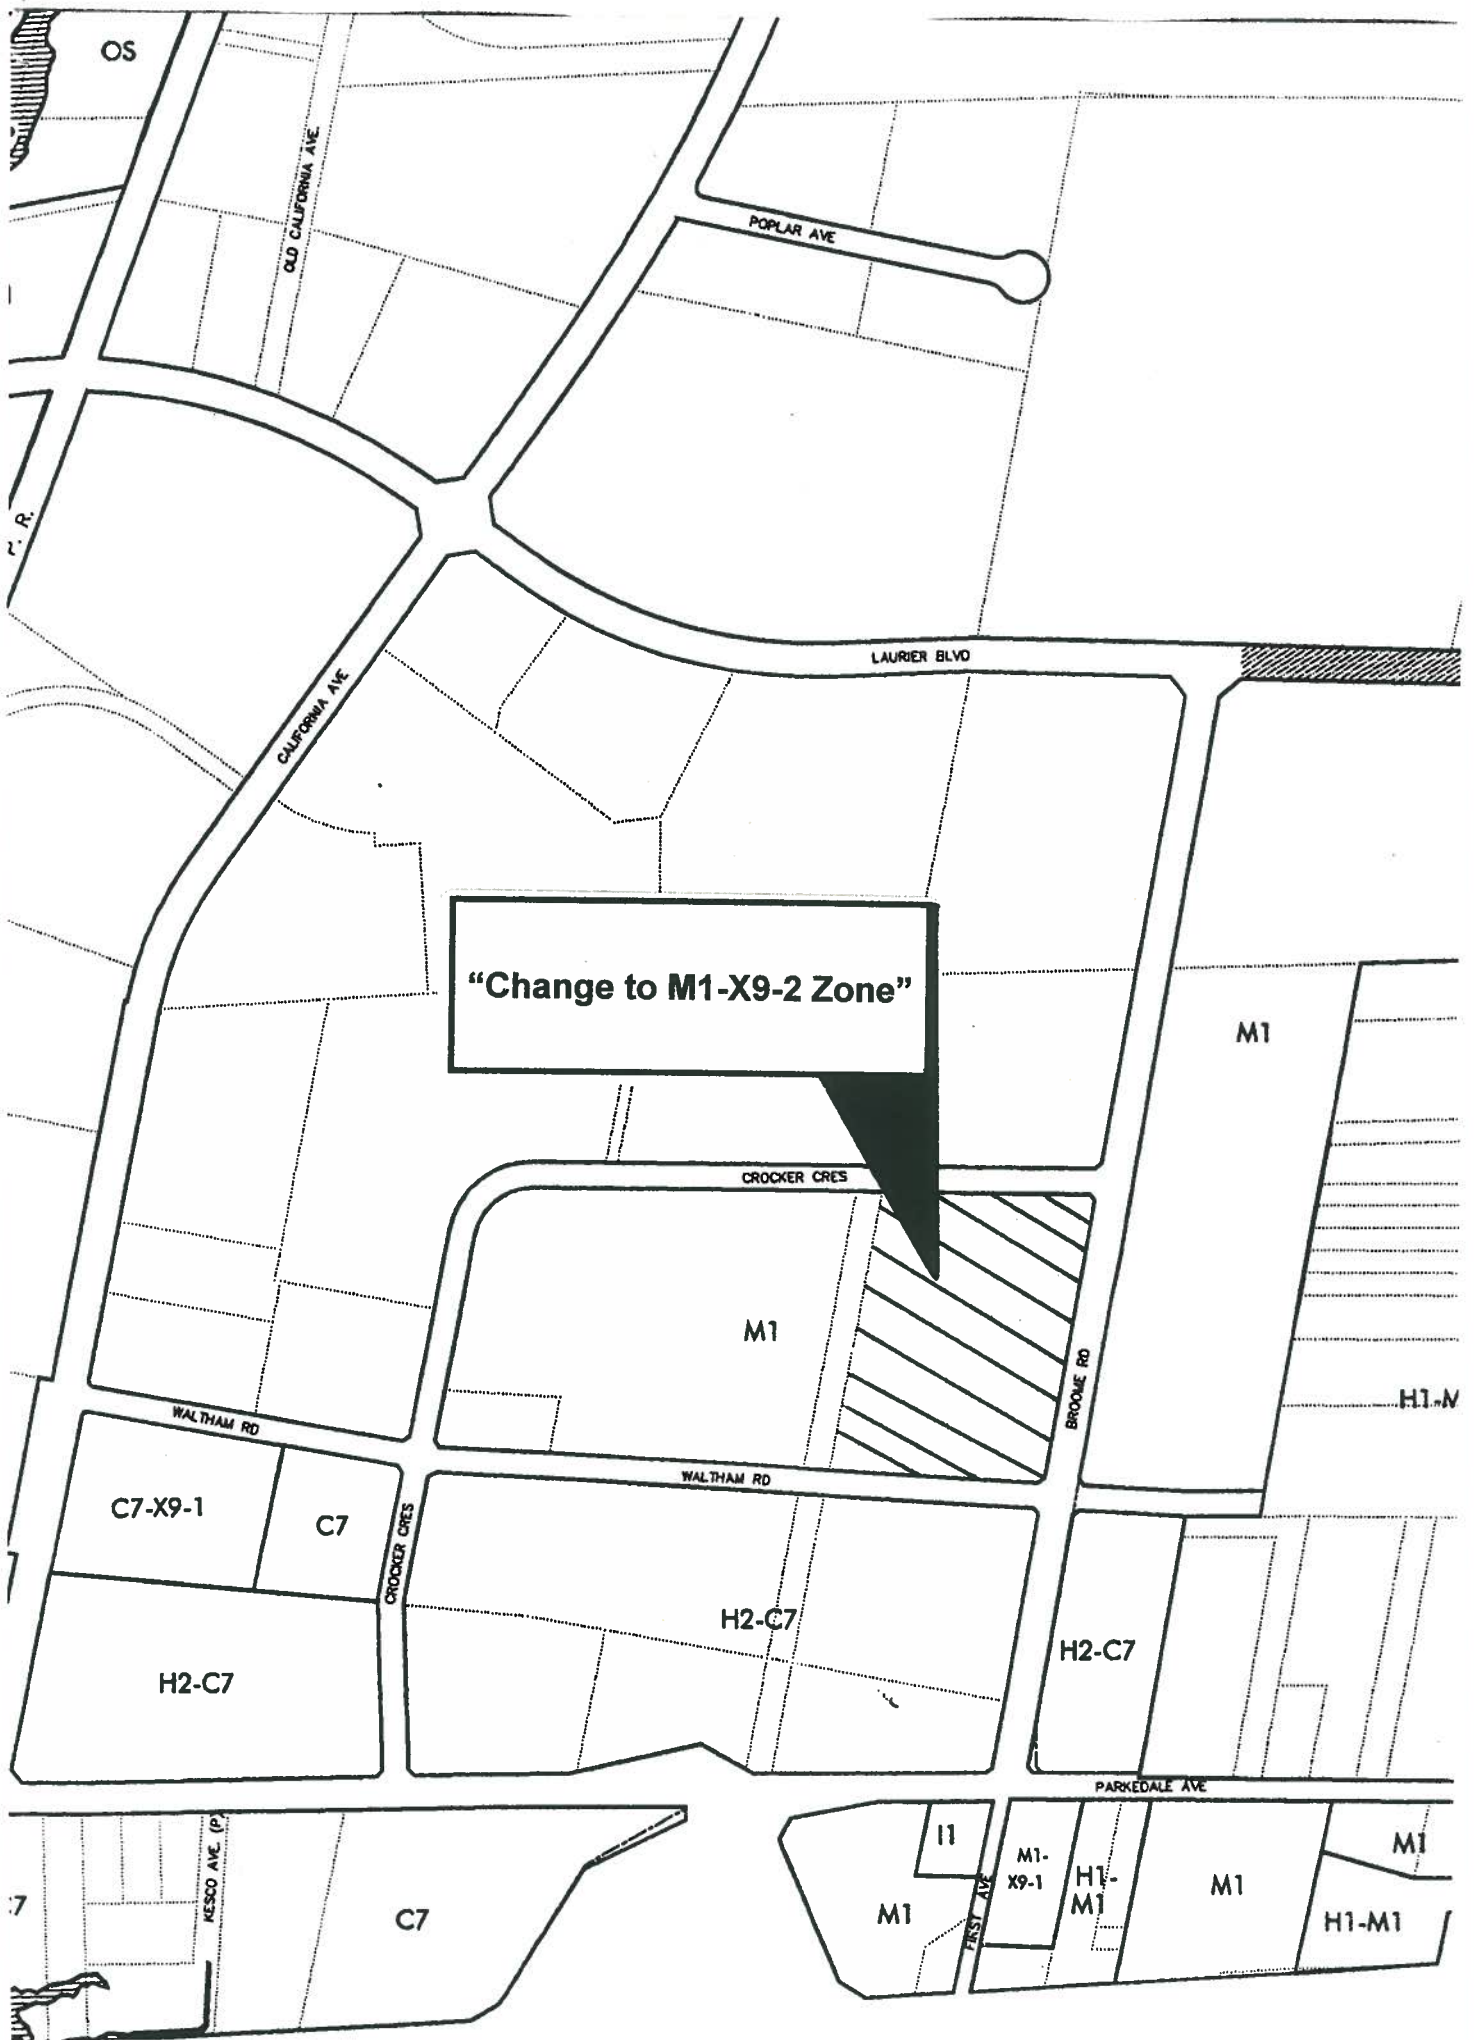 OS
OLD CALIFORNIA AVE.
POPLAR AVE
R.
LAURIER BLVD
CALIFORNIA AVE
“Change to M1-X9-2 Zone”
M1
CROCKER CRES
M1
BROOME RD
H1-M
WALTHAM RD
WALTHAM RD
C7-X9-1
C7
CROCKER CRES
H2-C7
H2-C7
H2-C7
PARKEDALE AVE
KESCO AVE. (P)
I1
M1-
X9-1
H1-
M1
M1
M1
:7
C7
M1
FIRST AVE
H1-M1